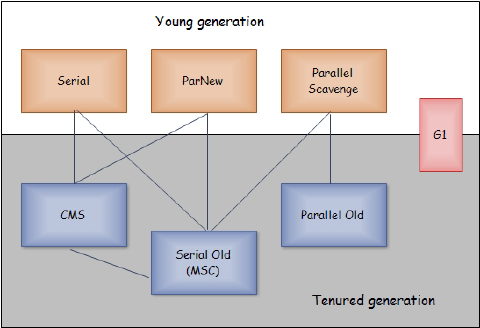 Young generation
Serial
ParNew
Parallel
Scavenge
G1
CMS
Serial Old
(MSC)
Parallel Old
Tenured generation